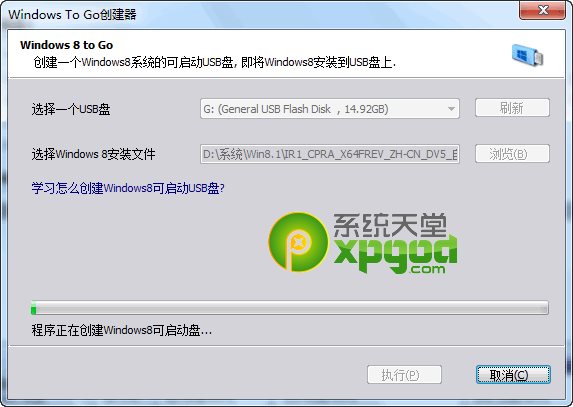 Windows To Go创建器
Windows 8 to Go
创建一个Windows8系统的可启动USB盘, 即将Windows8安装到USB盘上.
选择一个USB盘
G: (General USB Flash Disk , 14.92GB)
刷新
选择Windows 8安装文件
D:\系统\Win8.1\IR1_CPRA_X64FREV_ZH-CN_DV5_
浏览(B)
学习怎么创建Windows8可启动USB盘?
系统天堂
xpgod
.com
程序正在创建Windows8可启动盘...
执行(P)
取消(C)